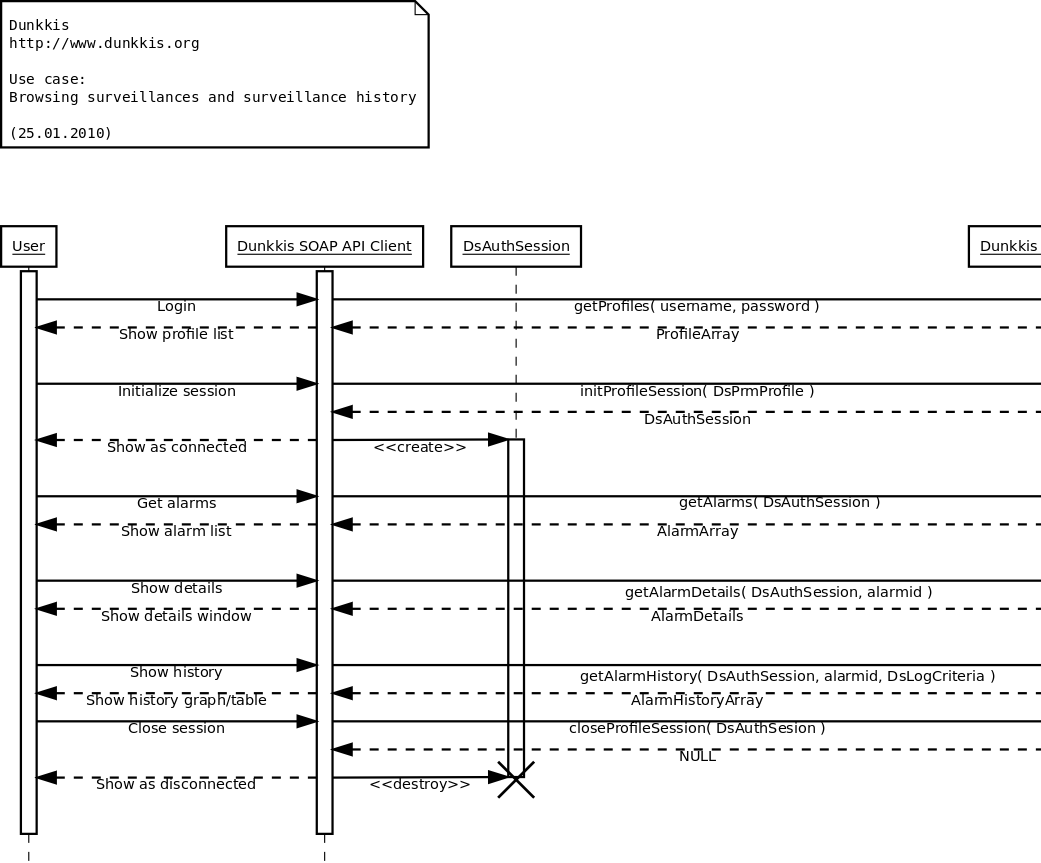 Dunkkis
http://www.dunkkis.org
Use case:
Browsing surveillances and surveillance history
(25.01.2010)
User
Dunkkis SOAP API Client
DsAuthSession
Dunkkis
Login
getProfiles( username, password )
Show profile list
ProfileArray
Initialize session
initProfileSession( DsPrmProfile )
DsAuthSession
Show as connected
<<create>>
Get alarms
getAlarms( DsAuthSession )
Show alarm list
AlarmArray
Show details
getAlarmDetails( DsAuthSession, alarmid )
Show details window
AlarmDetails
Show history
getAlarmHistory( DsAuthSession, alarmid, DsLogCriteria )
Show history graph/table
AlarmHistoryArray
Close session
closeProfileSession( DsAuthSesion )
NULL
Show as disconnected
<<destroy>>